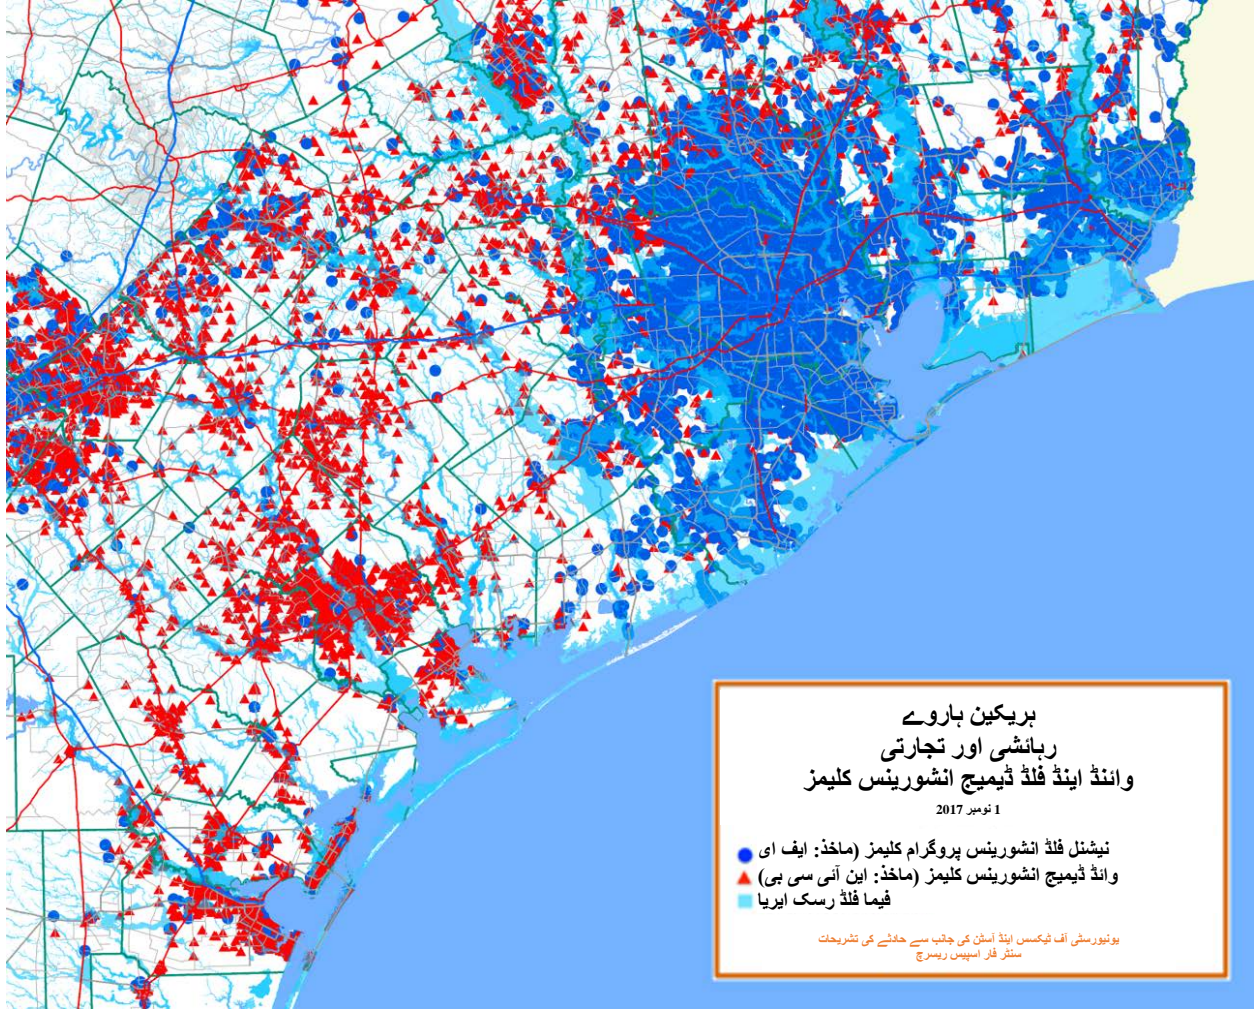 ہریکین ہاروے
رہائشی اور تجارتی
وائنڈ اینڈ فلڈ ڈیمیج انشورینس کلیمز
1 نومبر 2017
نیشنل فلڈ انشورینس پروگرام کلیمز (ماخذ: ایف ای
وائڈ ڈیمیج انشورینس کلیمز (ماخذ: این آئی سی بی)
فیما فلڈ رسک ایریا
یونیورسٹی آف ٹیکسس اینڈ آسٹن کی جانب سے حادثے کی تشریحات
سنٹر فار اسپیس ریسرچ